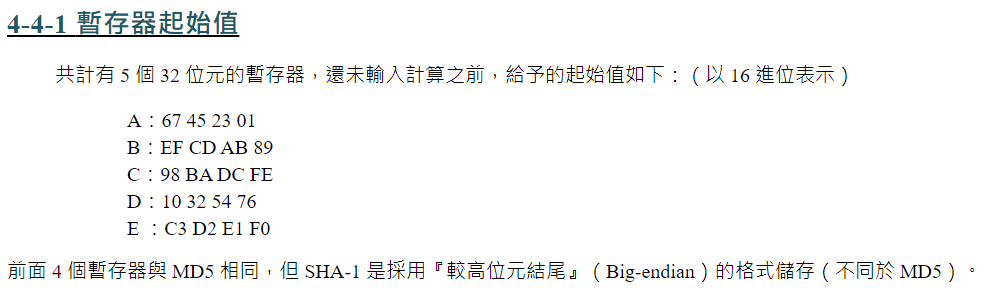 4-4-1 暫存器起始值
共計有 5 個 32 位元的暫存器，還未輸入計算之前，給予的起始值如下：（以 16 進位表示）
A：67 45 23 01
B：EF CD AB 89
C：98 BA DC FE
D：10 32 54 76
E ：C3 D2 E1 F0
前面 4 個暫存器與 MD5 相同，但 SHA-1 是採用『較高位元結尾』（Big-endian）的格式儲存（不同於 MD5）。